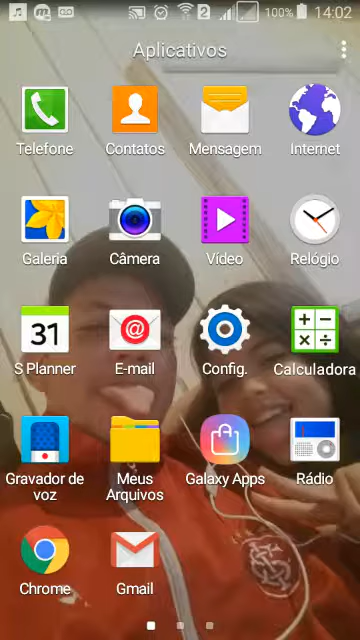 2
100%
14:02
Aplicativos
Telefone
Contatos
Mensagem
Internet
Galeria
Câmera
Vídeo
Relógio
31
@
S Planner
E-mail
Config.
Calculadora
Gravador de
voz
Meus
Arquivos
Galaxy Apps
Rádio
Chrome
Gmail